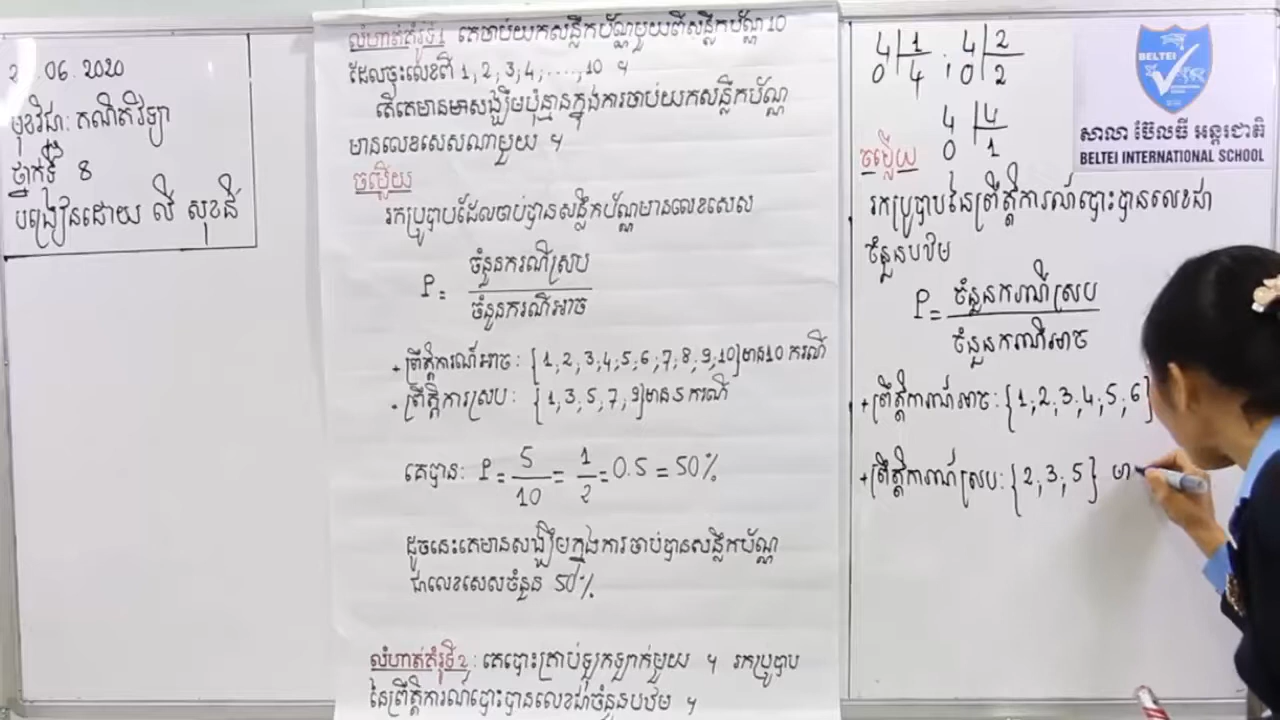 .06.2020
មុខវិជ្ជា: គណិតវិទ្យា
ថ្នាក់ទី 8
បង្រៀនដោយ លី សុខនី
លំហាត់គំរូទី1 គេចាប់យកសន្លឹកប័ណ្ណមួយពីសន្លឹកប័ណ្ណ 10
ដែលចុះលេខពី 1, 2, 3, 4, ...., 10 ។
តើគេមានមាសង្ឃឹមប៉ុន្មានក្នុងការចាប់យកសន្លឹកប័ណ្ណ
មានលេខសេសណាមួយ ។
ចម្លើយ
រកប្រូបាបដែលចាប់បានសន្លឹកប័ណ្ណមានលេខសេស
P = ចំនួនករណីស្រប / ចំនួនករណីអាច
+ ព្រឹត្តិការណ៍អាច: {1, 2, 3, 4, 5, 6, 7, 8, 9, 10} មាន 10 ករណី
+ ព្រឹត្តិការស្រប: {1, 3, 5, 7, 9} មាន 5 ករណី
គេបាន: P = 5/10 = 1/2 = 0.5 = 50%
ដូចនេះគេមានសង្ឃឹមក្នុងការចាប់បានសន្លឹកប័ណ្ណ
ជាលេខសេសចំនួន 50%
លំហាត់គំរូទី2: គេបោះគ្រាប់ឡុកឡាក់មួយ ។ រកប្រូបាប
នៃព្រឹត្តិការណ៍បោះបានលេខជាចំនួនបឋម ។
4 | 1 ; 4 | 2
0 | 4 ; 0 | 2
4 | 4
0 | 1
ចម្លើយ
រកប្រូបាបនៃព្រឹត្តិការណ៍បោះបានលេខជា
ចំនួនបឋម
P = ចំនួនករណីស្រប / ចំនួនករណីអាច
+ ព្រឹត្តិការណ៍អាច: {1, 2, 3, 4, 5, 6}
+ ព្រឹត្តិការណ៍ស្រប: {2, 3, 5} មា
BELTEI
សាលា ប៊ែលធី អន្តរជាតិ
BELTEI INTERNATIONAL SCHOOL